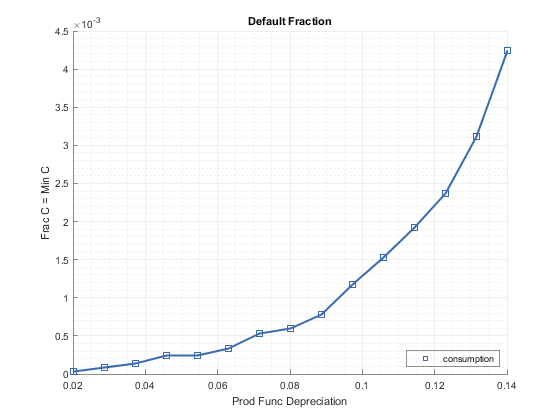 Default Fraction
×10-3
4.5
4
3.5
3
2.5
2
1.5
1
0.5
0
Frac C = Min C
consumption
0.02 0.04 0.06 0.08 0.1 0.12 0.14
Prod Func Depreciation